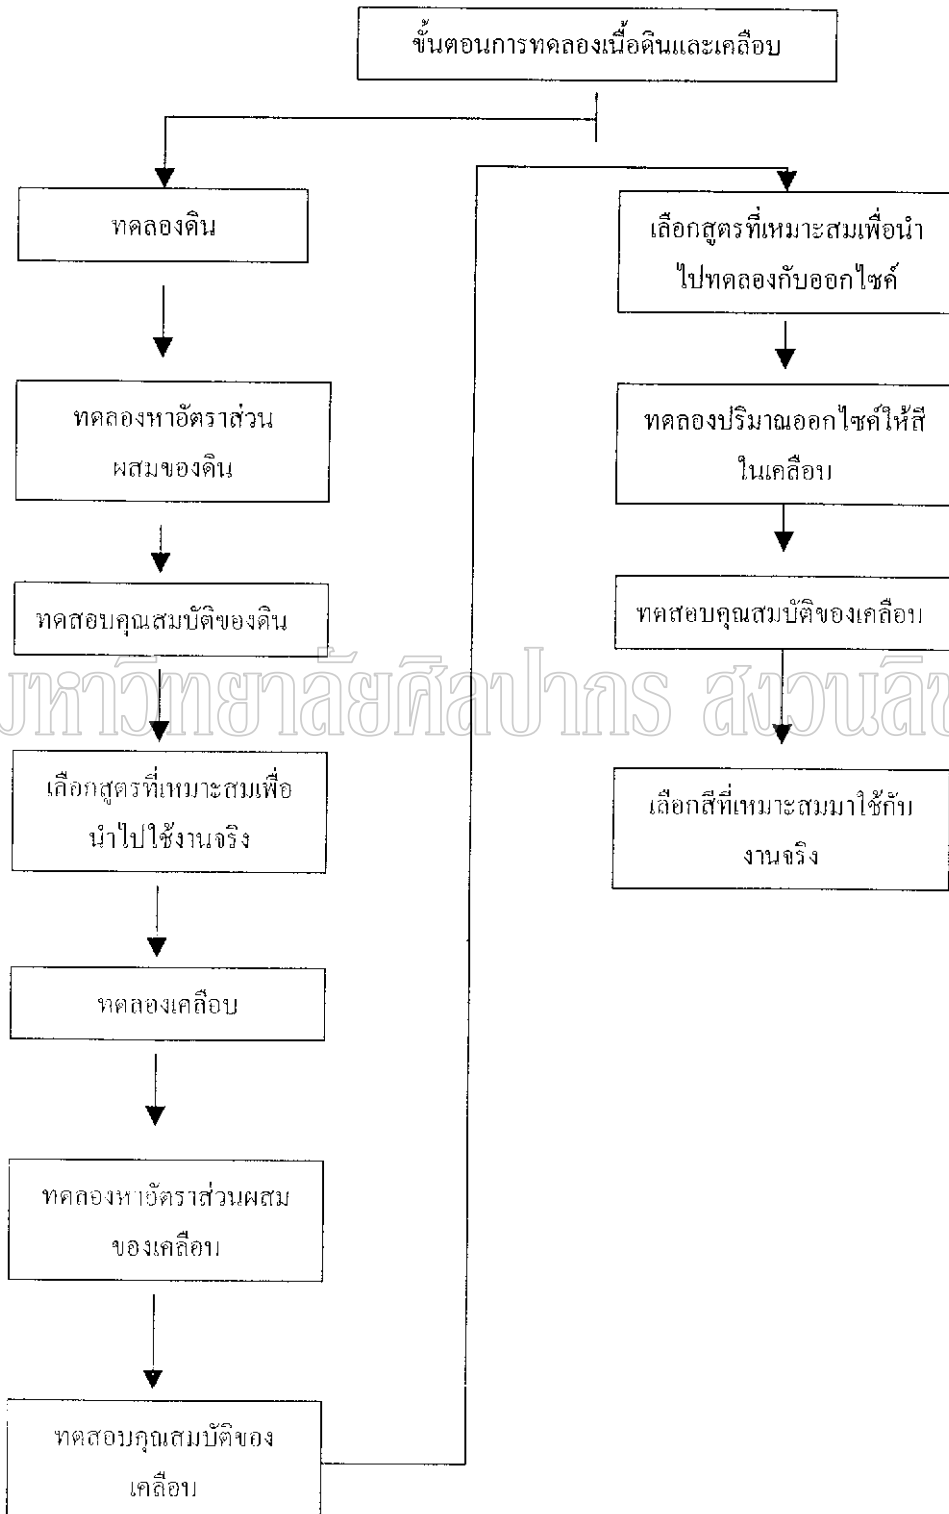 ขั้นตอนการทดลองเนื้อดินและเคลือบ
ทดลองดิน
ทดลองหาอัตราส่วน
ผสมของดิน
ทดสอบคุณสมบัติของดิน
เลือกสูตรที่เหมาะสมเพื่อ
นำไปใช้งานจริง
ทดลองเคลือบ
ทดลองหาอัตราส่วนผสม
ของเคลือบ
ทดสอบคุณสมบัติของ
เคลือบ
เลือกสูตรที่เหมาะสมเพื่อนำ
ไปทดลองกับออกไซค์
ทดลองปริมาณออกไซค์ให้สี
ในเคลือบ
ทดสอบคุณสมบัติของเคลือบ
เลือกสีที่เหมาะสมมาใช้กับ
งานจริง
มหาวิทยาลัยศิลปากร สงวนลิข